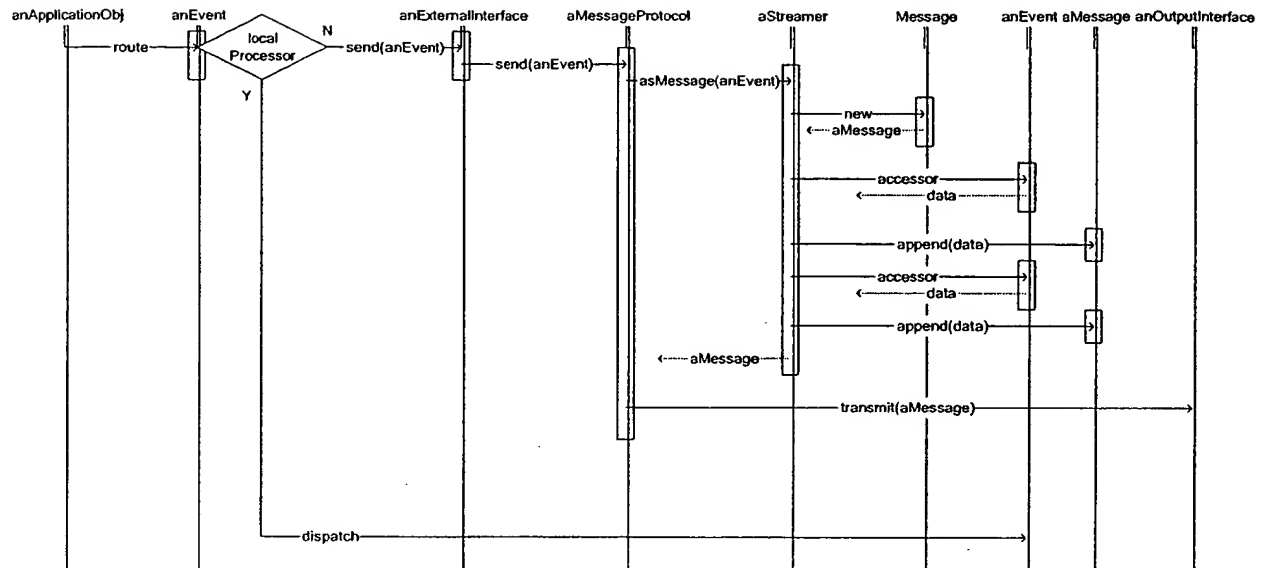 anApplicationObj anEvent anExternalInterface aMessageProtocol aStreamer Message anEvent aMessage anOutputInterface
N
route local Processor send(anEvent)
send(anEvent)
asMessage(anEvent)
Y
new
aMessage
accessor
data
append(data)
accessor
data
append(data)
aMessage
transmit(aMessage)
dispatch